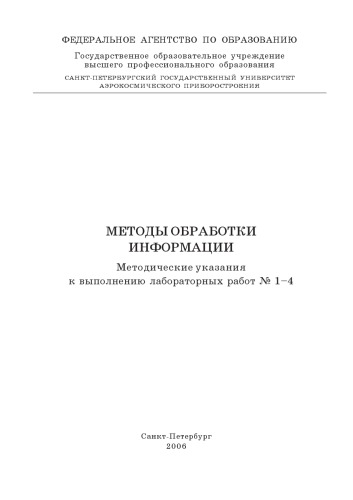 ФЕДЕРАЛЬНОЕ АГЕНТСТВО ПО ОБРАЗОВАНИЮ
Государственное образовательное учреждение
высшего профессионального образования
САНКТ-ПЕТЕРБУРГСКИЙ ГОСУДАРСТВЕННЫЙ УНИВЕРСИТЕТ
АЭРОКОСМИЧЕСКОГО ПРИБОРОСТРОЕНИЯ
МЕТОДЫ ОБРАБОТКИ
ИНФОРМАЦИИ
Методические указания
к выполнению лабораторных работ № 1–4
Санкт-Петербург
2006